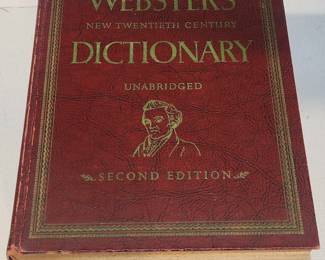 WEBSTER'S
NEW TWENTIETH CENTURY
DICTIONARY
UNABRIDGED
SECOND EDITION